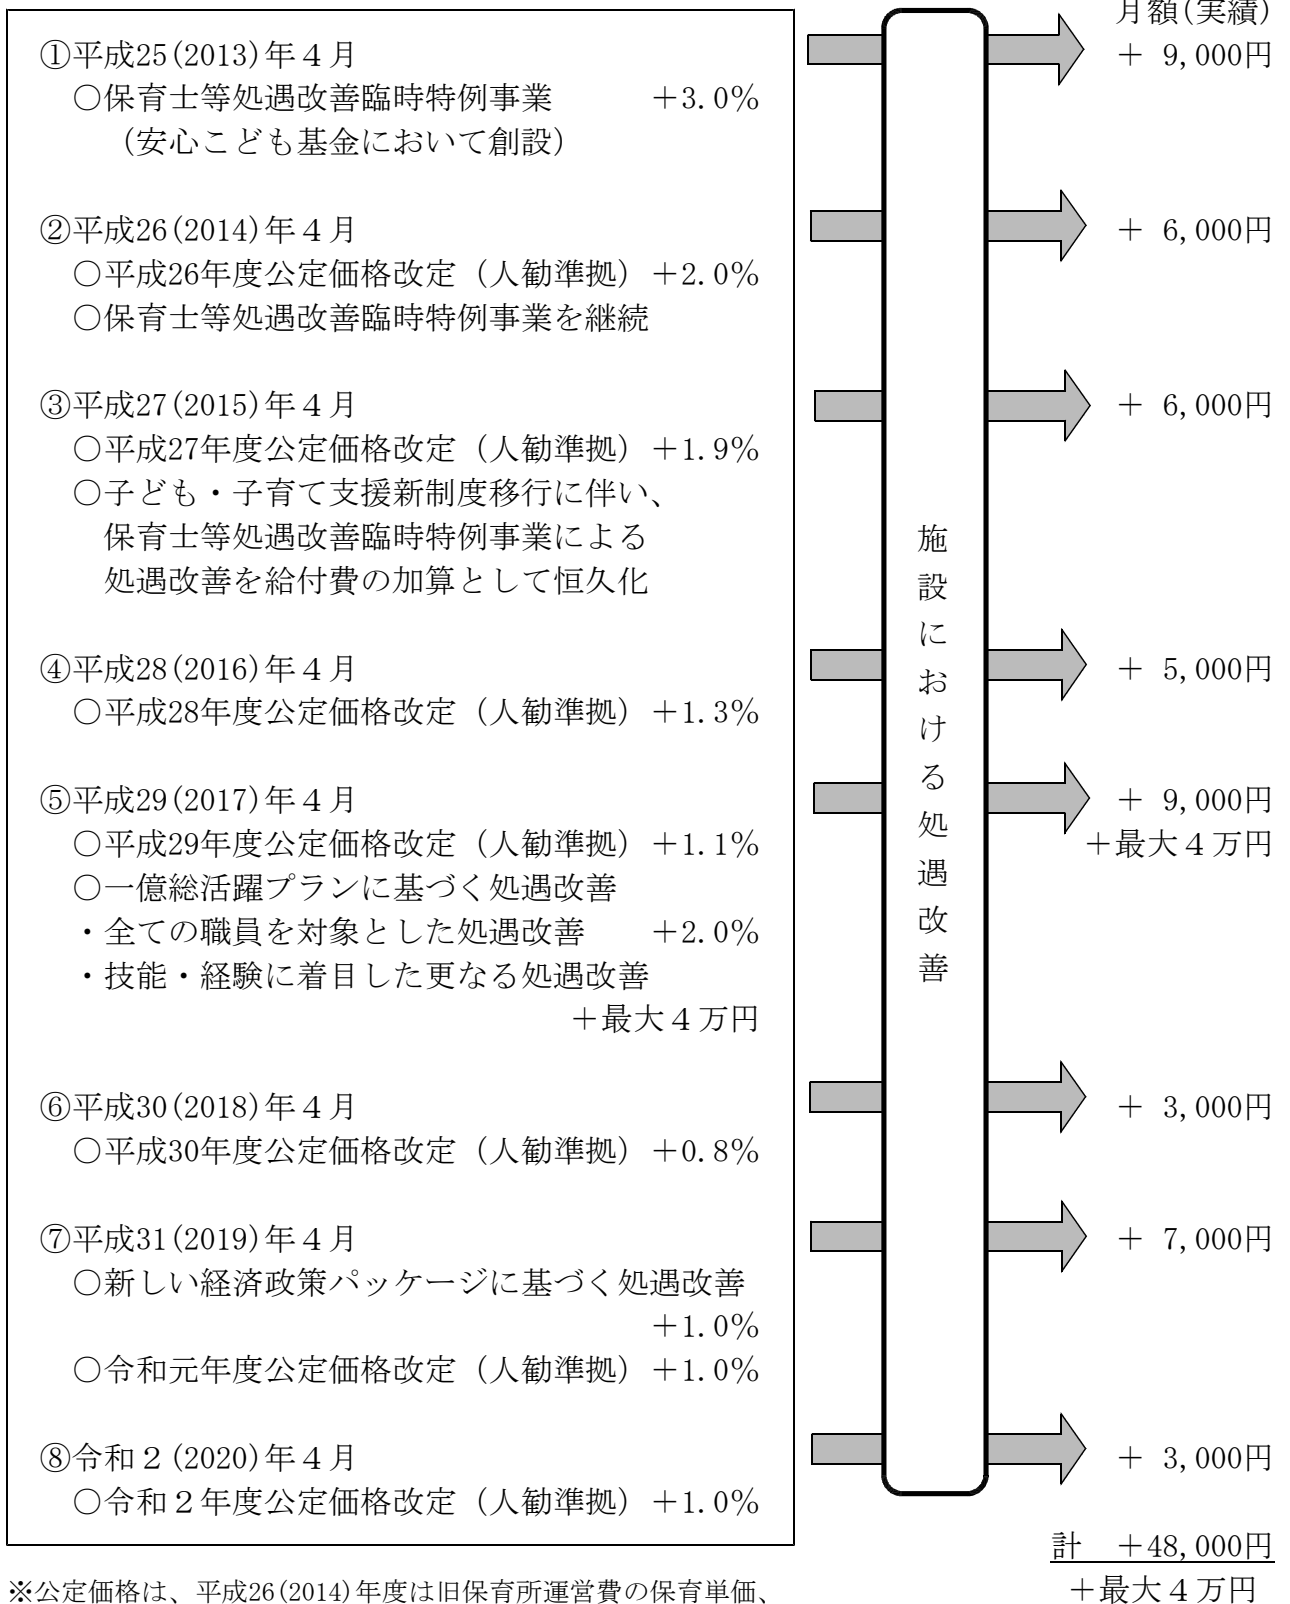 月額(実績)
①平成25(2013)年４月
＋ 9,000円
○保育士等処遇改善臨時特例事業 ＋3.0％
（安心こども基金において創設）
②平成26(2014)年４月
＋ 6,000円
○平成26年度公定価格改定（人勧準拠）＋2.0％
○保育士等処遇改善臨時特例事業を継続
③平成27(2015)年４月
＋ 6,000円
○平成27年度公定価格改定（人勧準拠）＋1.9％
○子ども・子育て支援新制度移行に伴い、
保育士等処遇改善臨時特例事業による
処遇改善を給付費の加算として恒久化
④平成28(2016)年４月
＋ 5,000円
○平成28年度公定価格改定（人勧準拠）＋1.3％
⑤平成29(2017)年４月
＋ 9,000円
○平成29年度公定価格改定（人勧準拠）＋1.1％
＋最大４万円
○一億総活躍プランに基づく処遇改善
・全ての職員を対象とした処遇改善 ＋2.0％
・技能・経験に着目した更なる処遇改善
＋最大４万円
⑥平成30(2018)年４月
＋ 3,000円
○平成30年度公定価格改定（人勧準拠）＋0.8％
⑦平成31(2019)年４月
＋ 7,000円
○新しい経済政策パッケージに基づく処遇改善
＋1.0％
○令和元年度公定価格改定（人勧準拠）＋1.0％
⑧令和２(2020)年４月
＋ 3,000円
○令和２年度公定価格改定（人勧準拠）＋1.0％
施設における処遇改善
計 ＋48,000円
＋最大４万円
※公定価格は、平成26(2014)年度は旧保育所運営費の保育単価、